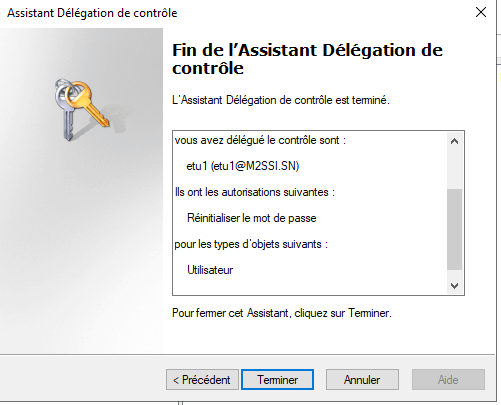 Assistant Délégation de contrôle
Fin de l'Assistant Délégation de
contrôle
L'Assistant Délégation de contrôle est terminé.
vous avez délégué le contrôle sont :
etu1 (etu1@M2SSI.SN)
Ils ont les autorisations suivantes :
Réinitialiser le mot de passe
pour les types d'objets suivants :
Utilisateur
Pour fermer cet Assistant, cliquez sur Terminer.
< Précédent
Terminer
Annuler
Aide